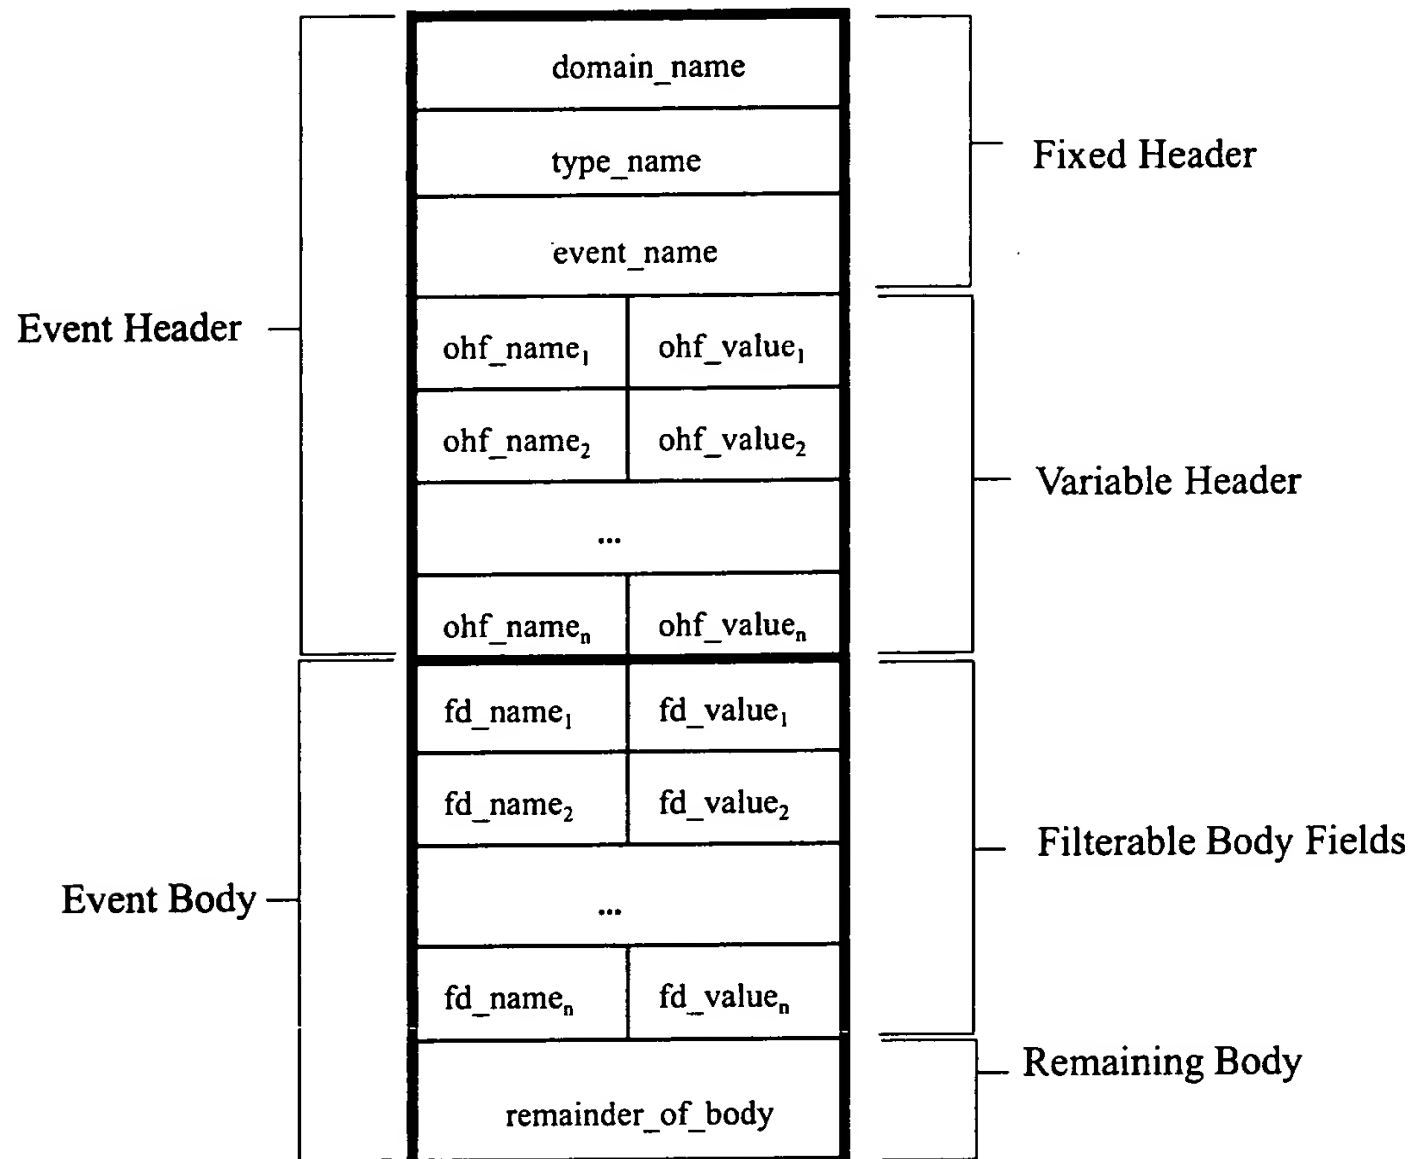 domain_name
type_name
Fixed Header
event_name
Event Header
ohf_name₁ ohf_value₁
ohf_name₂ ohf_value₂
Variable Header
...
ohf_nameₙ ohf_valueₙ
fd_name₁ fd_value₁
fd_name₂ fd_value₂
Filterable Body Fields
Event Body
...
fd_nameₙ fd_valueₙ
Remaining Body
remainder_of_body